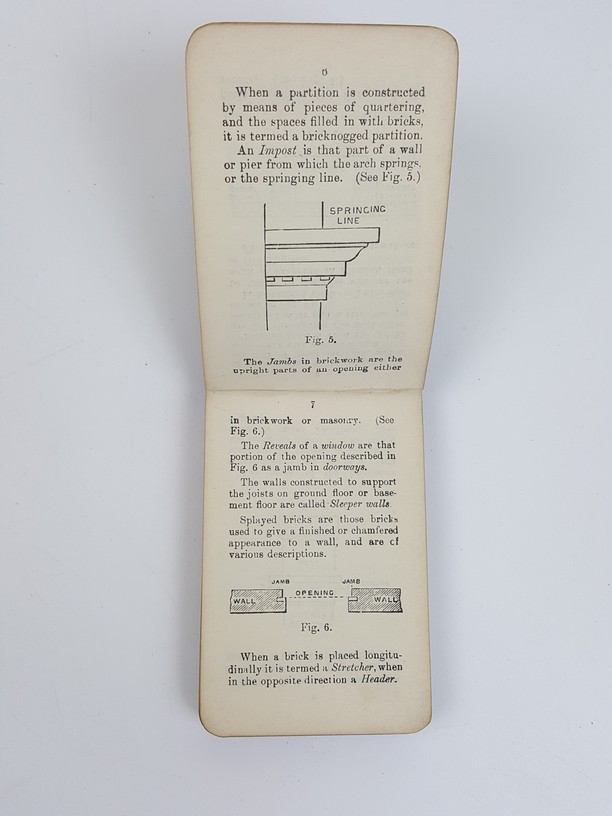 6
When a partition is constructed
by means of pieces of quartering,
and the spaces filled in with bricks,
it is termed a bricknogged partition.
An Impost is that part of a wall
or pier from which the arch springs,
or the springing line. (See Fig. 5.)
SPRINGING
LINE
Fig. 5.
The Jambs in brickwork are the
upright parts of an opening either
7
in brickwork or masonry. (See
Fig. 6.)
The Reveals of a window are that
portion of the opening described in
Fig. 6 as a jamb in doorways.
The walls constructed to support
the joists on ground floor or base-
ment floor are called Sleeper walls.
Splayed bricks are those bricks
used to give a finished or chamfered
appearance to a wall, and are of
various descriptions.
JAMB JAMB
WALL OPENING WALL
Fig. 6.
When a brick is placed longitu-
dinally it is termed a Stretcher, when
in the opposite direction a Header.